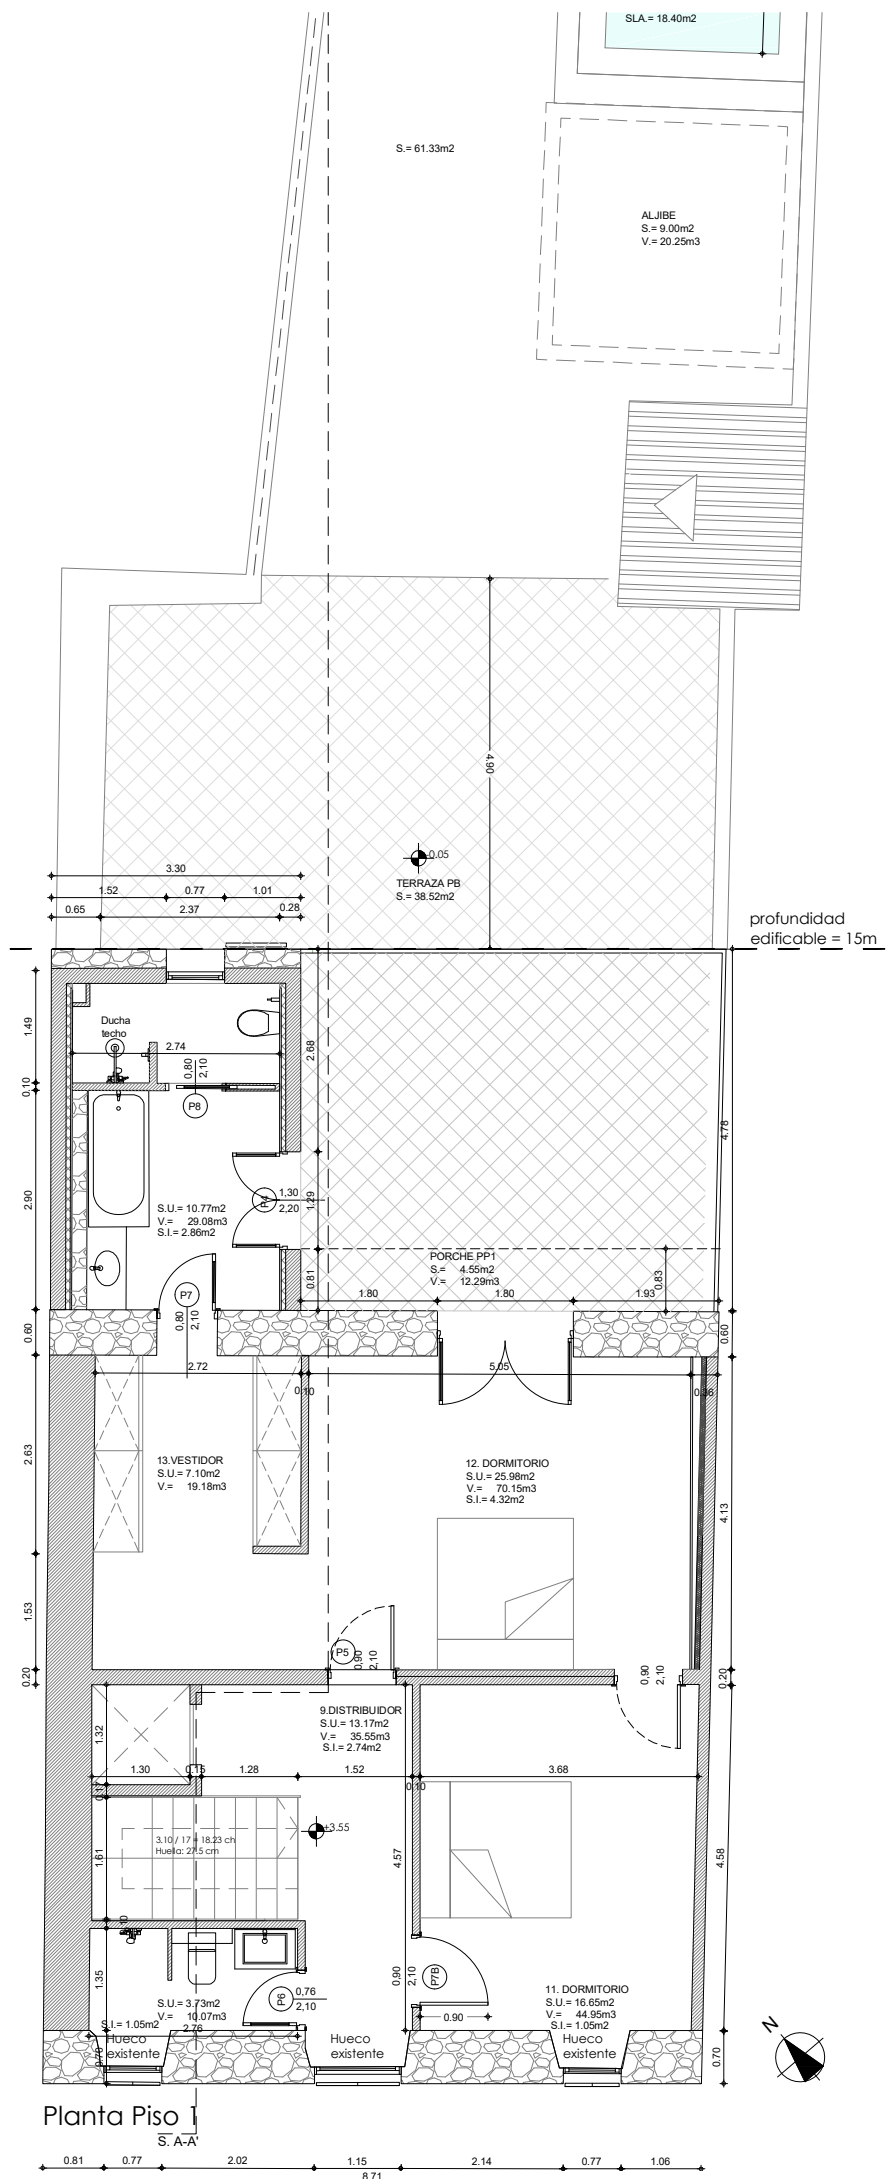 SLA.= 18.40m2
S.= 61.33m2
ALJIBE
S.= 9.00m2
V.= 20.25m3
4.90
-0.05
TERRAZA PB
S.= 38.52m2
3.30
1.52 0.77 1.01
0.65 2.37 0.28
profundidad
edificable = 15m
1.49
Ducha
techo
2.74
0.80
2,10
2.68
0.10
P8
4.78
2.90
P4
1,30
2,20
1.29
S.U.= 10.77m2
V.= 29.08m3
S.I.= 2.86m2
PORCHE PP1
S.= 4.55m2
V.= 12.29m3
0.83
0.81
P7
1.80 1.80 1.93
0.80
2,10
0.60
0.60
2.72 0.10 5.05 0.36
2.63
13.VESTIDOR
S.U.= 7.10m2
V.= 19.18m3
12. DORMITORIO
S.U.= 25.98m2
V.= 70.15m3
S.I.= 4.32m2
4.13
1.53
P5
0,90
2,10
0.20
0,90
2,10
0.20
1.32
9.DISTRIBUIDOR
S.U.= 13.17m2
V.= 35.55m3
S.I.= 2.74m2
1.30 0.15 1.28 1.52 0.10 3.68
0.17
+3.55
3.10 / 17 = 18.23 ch
Huella: 27.5 cm
1.61
4.57
4.58
0.10
1.35
P6
0,76
2,10
0,90
2,10
P7B
0.90
S.U.= 3.73m2
V.= 10.07m3
S.I.= 1.05m2
2.76
11. DORMITORIO
S.U.= 16.65m2
V.= 44.95m3
S.I.= 1.05m2
Hueco
existente
Hueco
existente
Hueco
existente
0.70
0.70
N
Planta Piso 1
S. A-A'
0.81 0.77 2.02 1.15 2.14 0.77 1.06
8.71